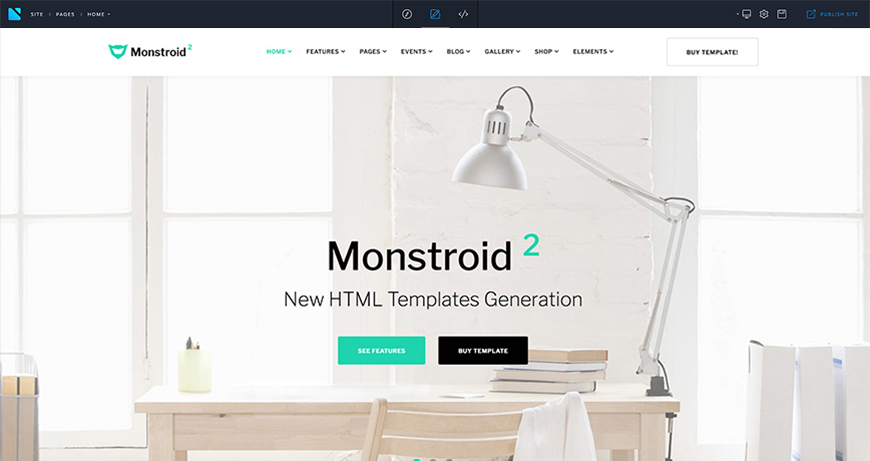 SITE > PAGES > HOME
PUBLISH SITE
Monstroid 2
HOME FEATURES PAGES EVENTS BLOG GALLERY SHOP ELEMENTS
BUY TEMPLATE!
Monstroid 2
New HTML Templates Generation
SEE FEATURES
BUY TEMPLATE